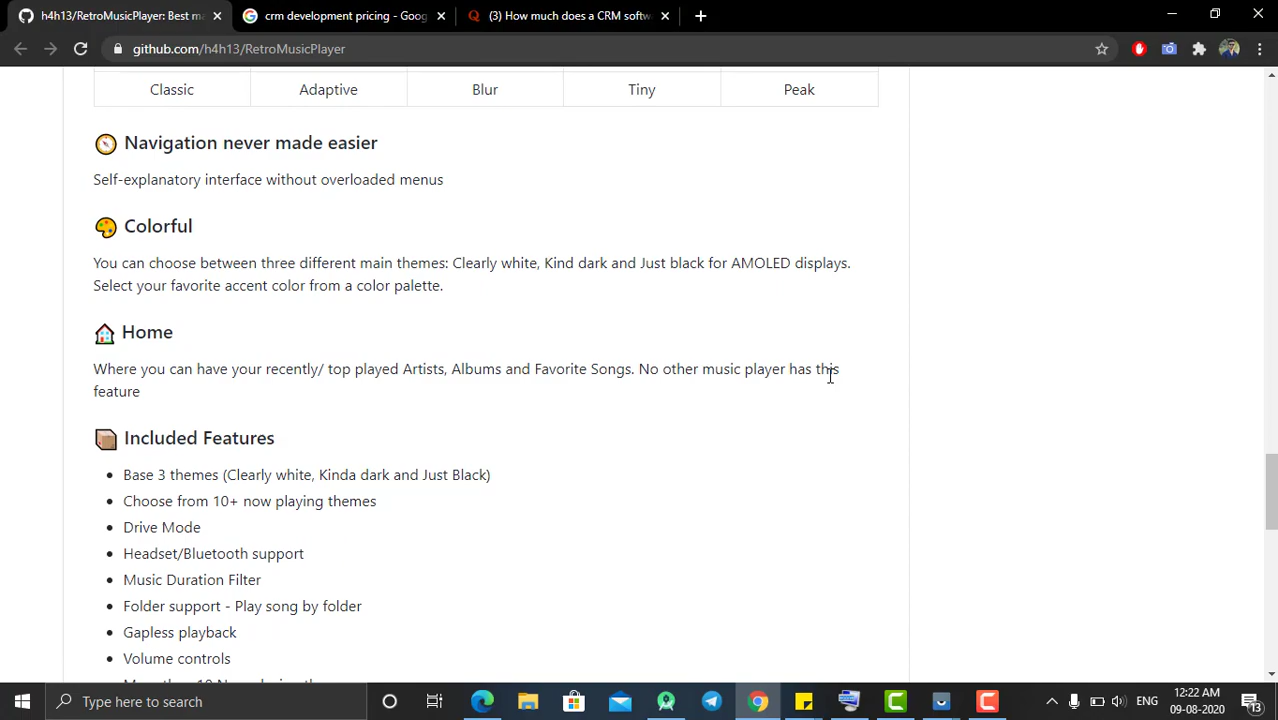 h4h13/RetroMusicPlayer: Best ma
crm development pricing - Goog
(3) How much does a CRM softw
github.com/h4h13/RetroMusicPlayer
Classic Adaptive Blur Tiny Peak
Navigation never made easier
Self-explanatory interface without overloaded menus
Colorful
You can choose between three different main themes: Clearly white, Kind dark and Just black for AMOLED displays.
Select your favorite accent color from a color palette.
Home
Where you can have your recently/ top played Artists, Albums and Favorite Songs. No other music player has this
feature
Included Features
Base 3 themes (Clearly white, Kinda dark and Just Black)
Choose from 10+ now playing themes
Drive Mode
Headset/Bluetooth support
Music Duration Filter
Folder support - Play song by folder
Gapless playback
Volume controls
Type here to search
ENG
12:22 AM
09-08-2020
13